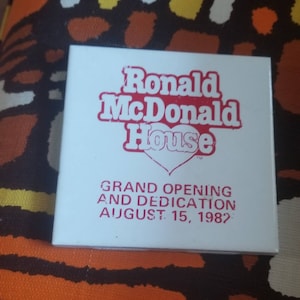 Ronald
McDonald
House
GRAND OPENING
AND DEDICATION
AUGUST 15, 1982